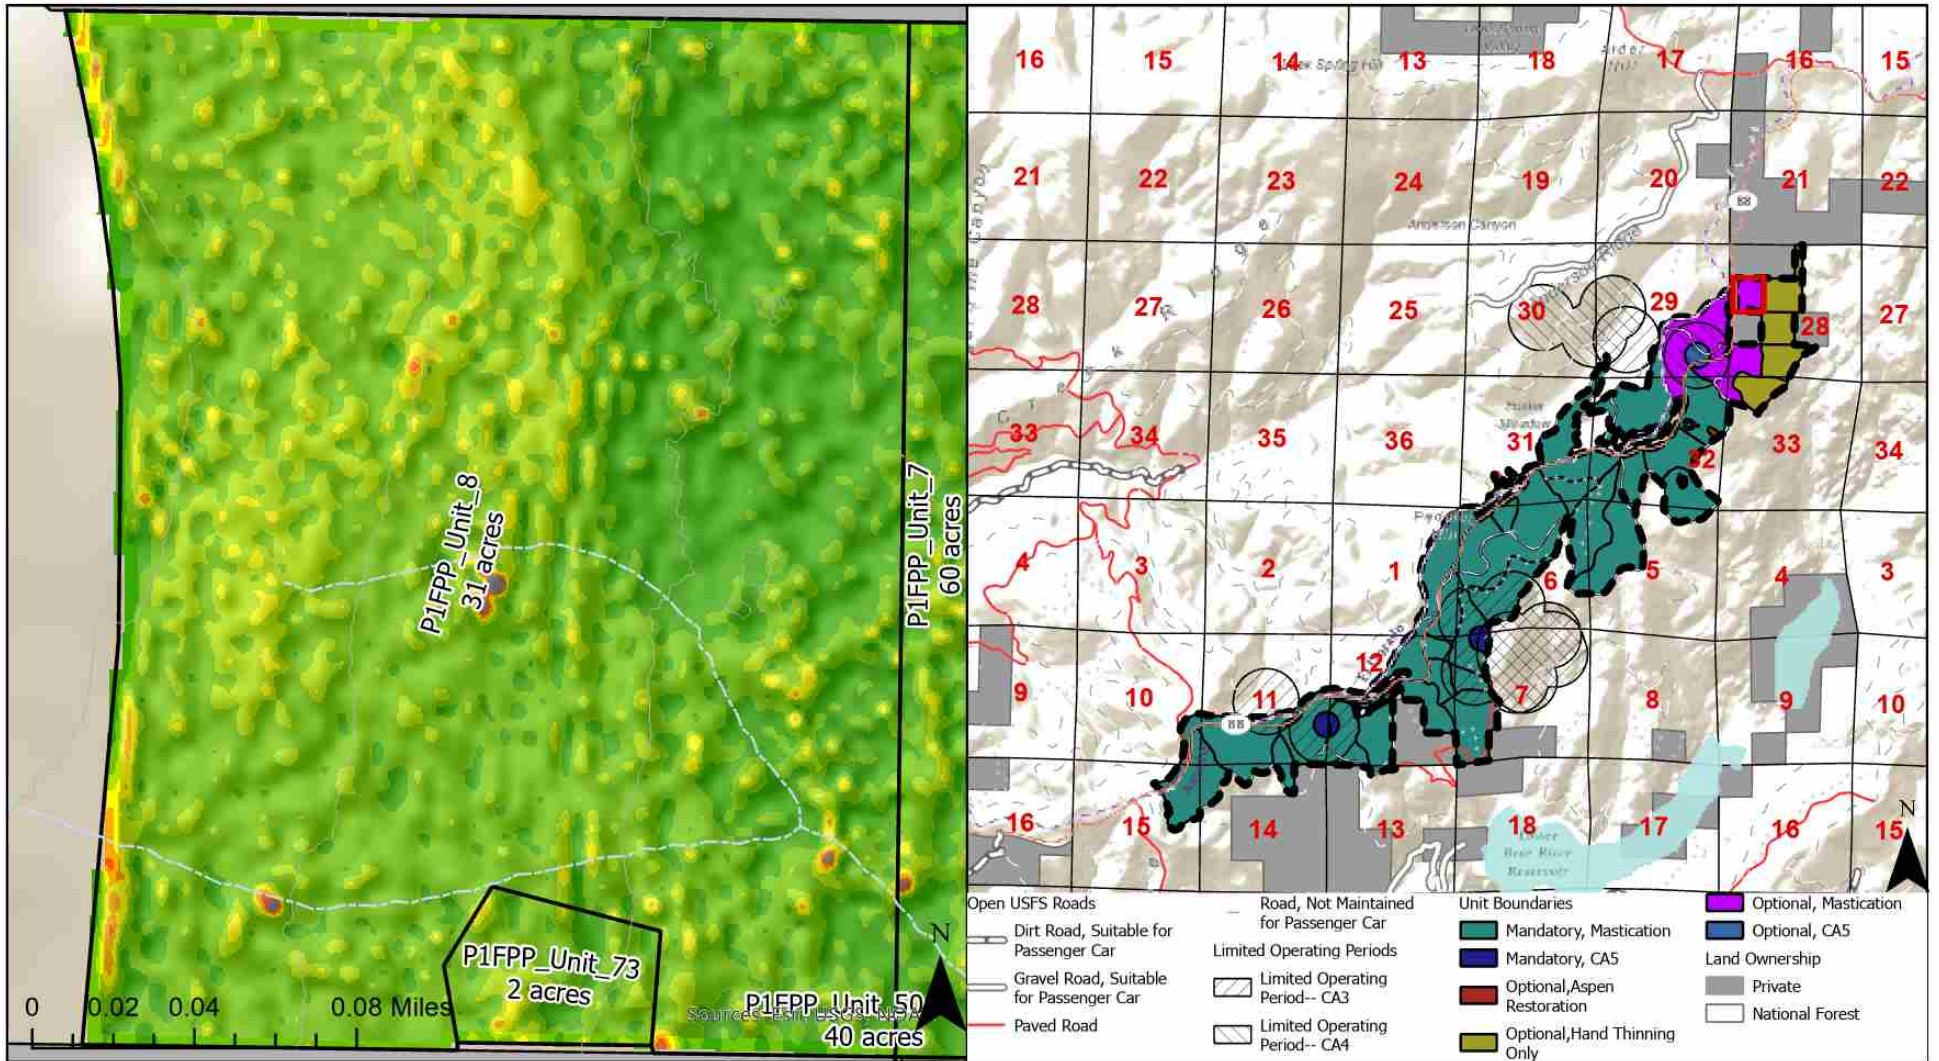 P1FPP_Unit_8
31 acres
P1FPP_Unit_7
60 acres
P1FPP_Unit_73
2 acres
P1FPP_Unit_50
40 acres
0 0.02 0.04 0.08 Miles
N
16 15 14 13 18 17 16 15
21 22 23 24 19 20 21 22
88
Anderson Canyon
28 27 26 25 30 29 28 27
33 34 35 36 31 32 33 34
4 3 2 1 6 5 4 3
9 10 11 12 7 8 9 10
88
16 15 14 13 18 17 16 15
Bear River
Reservoir
N
Open USFS Roads
Dirt Road, Suitable for
Passenger Car
Gravel Road, Suitable
for Passenger Car
Paved Road
Road, Not Maintained
for Passenger Car
Limited Operating Periods
Limited Operating
Period-- CA3
Limited Operating
Period-- CA4
Unit Boundaries
Mandatory, Mastication
Mandatory, CA5
Optional,Aspen
Restoration
Optional,Hand Thinning
Only
Optional, Mastication
Optional, CA5
Land Ownership
Private
National Forest